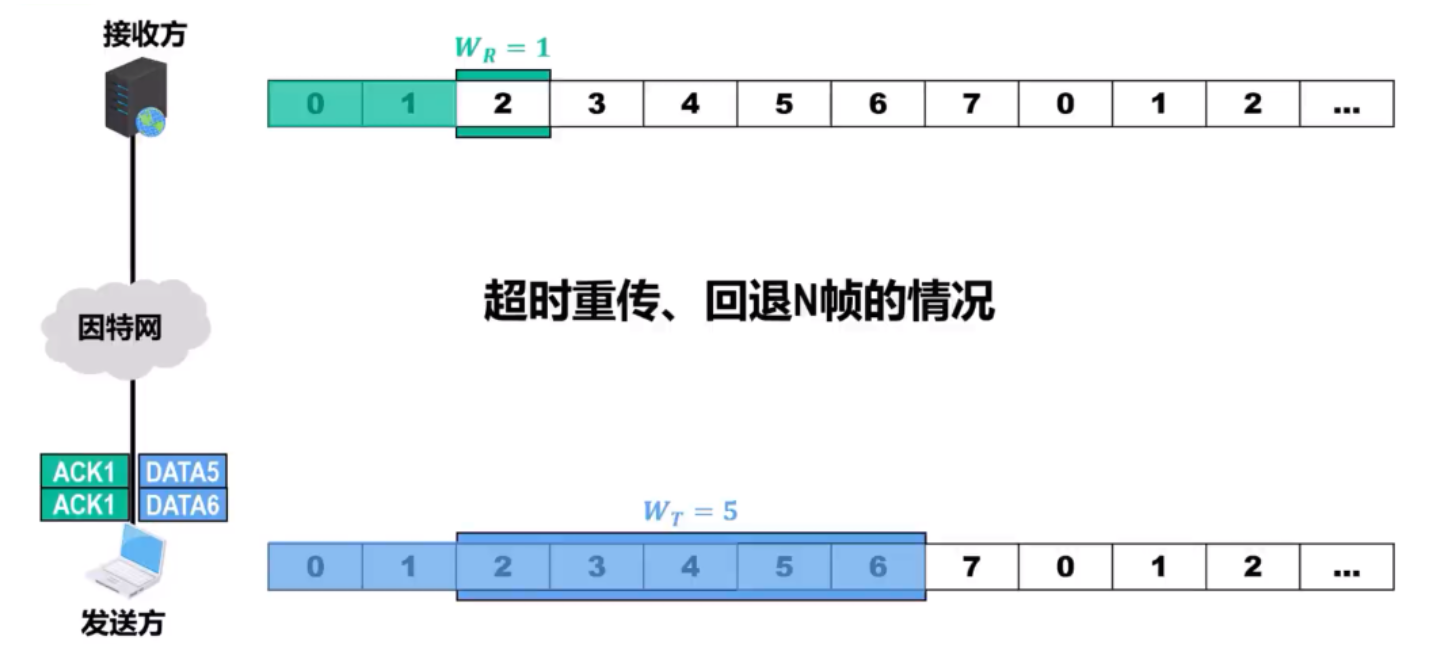 接收方
W_R = 1
0 1 2 3 4 5 6 7 0 1 2 ...
超时重传、回退N帧的情况
因特网
ACK1 DATA5
ACK1 DATA6
W_T = 5
0 1 2 3 4 5 6 7 0 1 2 ...
发送方